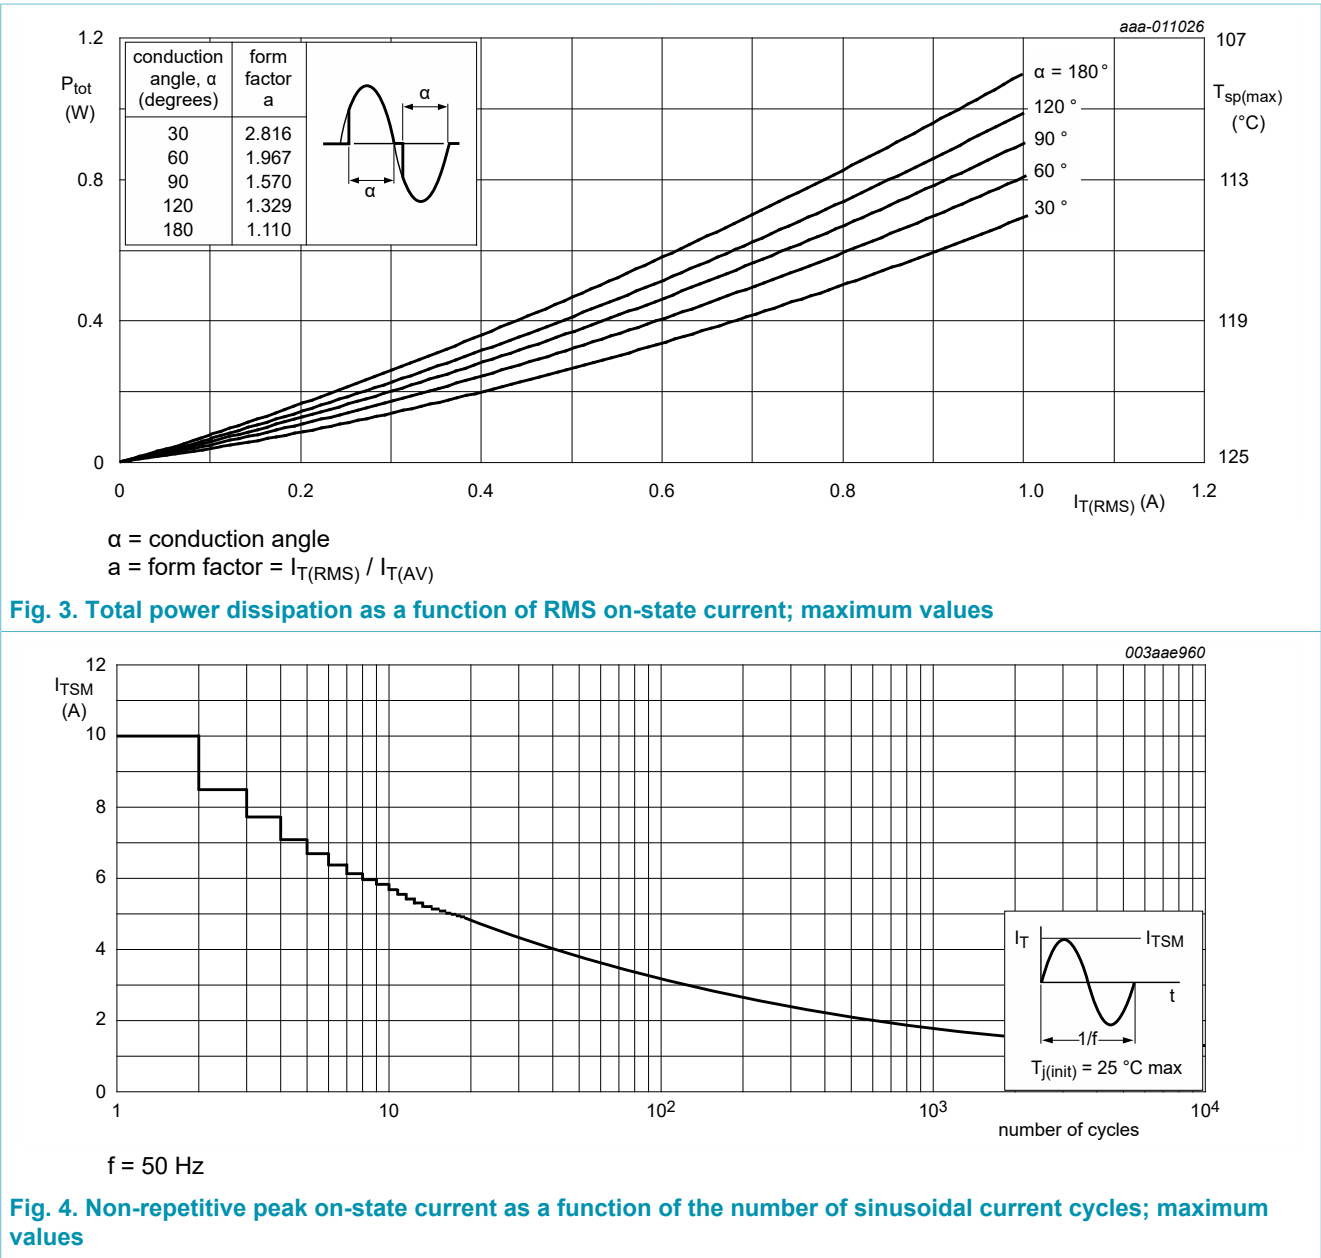 aaa-011026
1.2
107
conduction angle, α (degrees)
form factor a
30 2.816
60 1.967
90 1.570
120 1.329
180 1.110
α
α
Ptot
(W)
α = 180 °
120 °
90 °
60 °
30 °
Tsp(max)
(°C)
0.8
113
0.4
119
0
125
0 0.2 0.4 0.6 0.8 1.0 1.2
IT(RMS) (A)
α = conduction angle
a = form factor = IT(RMS) / IT(AV)
Fig. 3. Total power dissipation as a function of RMS on-state current; maximum values
003aae960
12
ITSM
(A)
10
8
6
4
2
0
IT
ITSM
t
1/f
Tj(init) = 25 °C max
1 10 10² 10³ 10⁴
number of cycles
f = 50 Hz
Fig. 4. Non-repetitive peak on-state current as a function of the number of sinusoidal current cycles; maximum
values